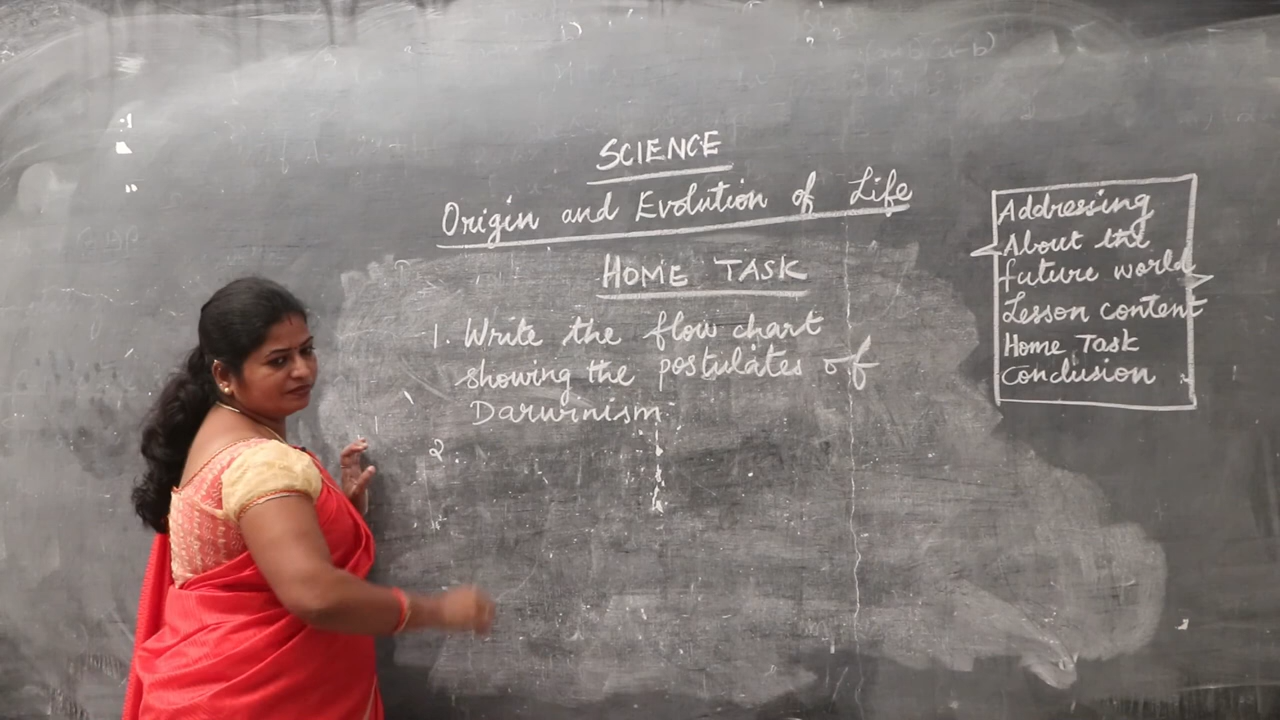 SCIENCE
Origin and Evolution of Life
HOME TASK
1. Write the flow chart
showing the postulates of
Darwinism.
2
Addressing
About the
future world
Lesson content
Home Task
Conclusion
(a-b)